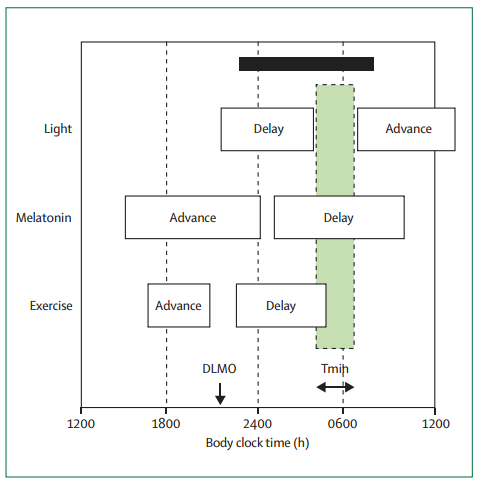 Light
Delay
Advance
Melatonin
Advance
Delay
Exercise
Advance
Delay
DLMO
Tmin
1200
1800
2400
0600
1200
Body clock time (h)